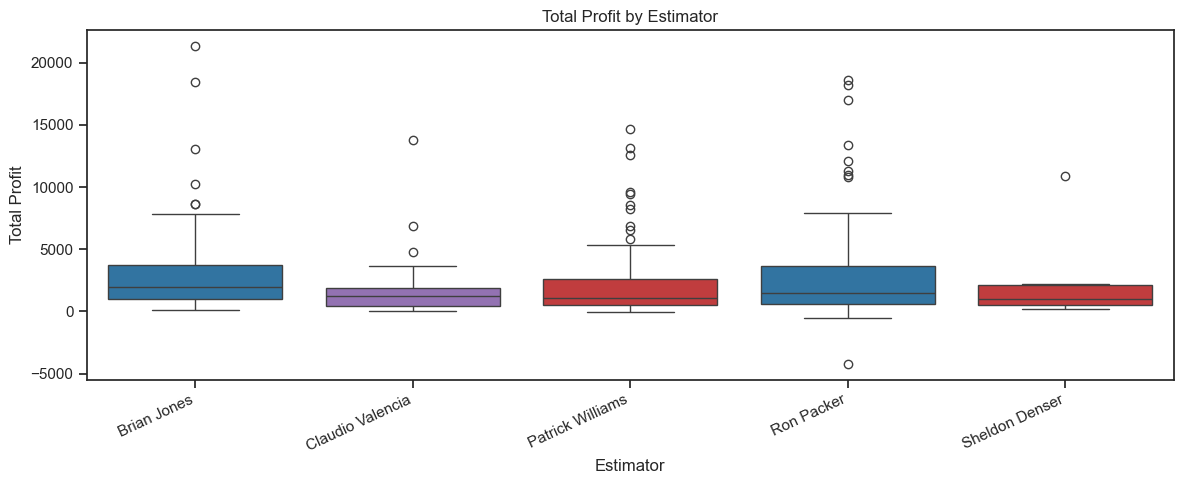 Total Profit by Estimator
Total Profit
20000
15000
10000
5000
0
−5000
Brian Jones
Claudio Valencia
Patrick Williams
Ron Packer
Sheldon Denser
Estimator